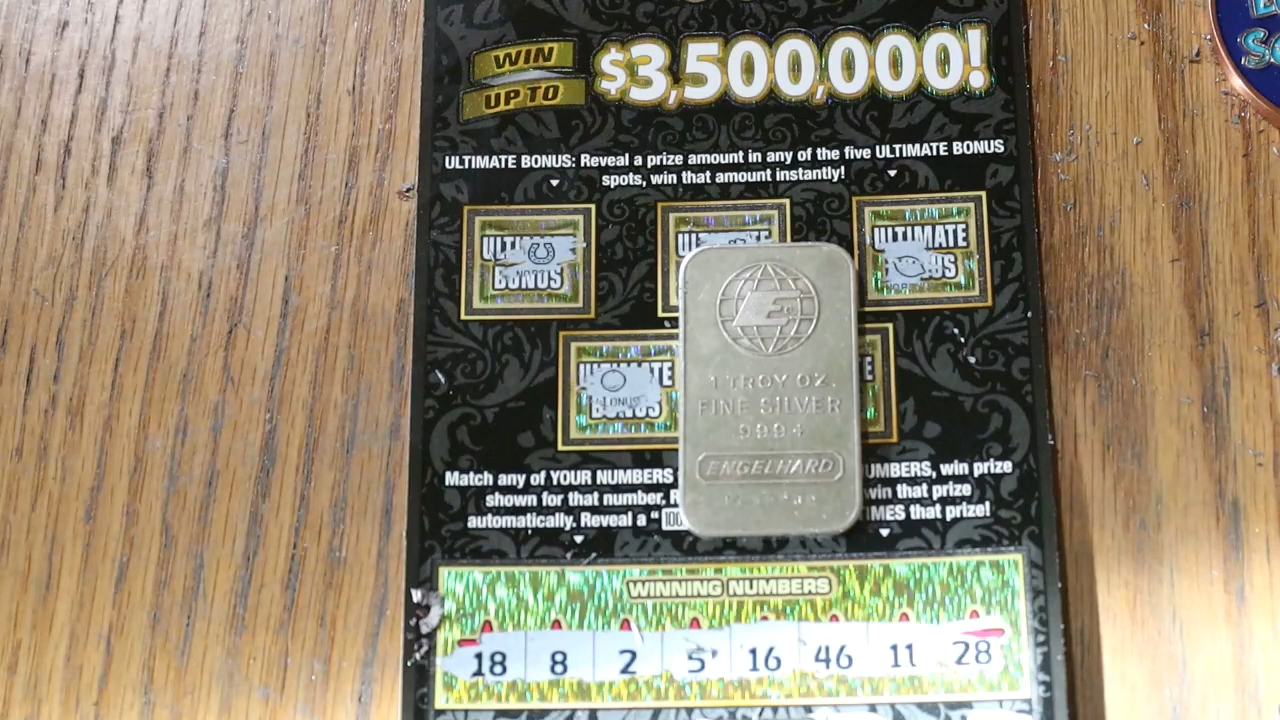 WIN
UP TO
$3,500,000!
ULTIMATE BONUS: Reveal a prize amount in any of the five ULTIMATE BONUS
spots, win that amount instantly!
ULTIMATE
BONUS
ULTIMATE
BONUS
1 TROY OZ.
FINE SILVER
ENGELHARD
Match any of YOUR NUMBERS UMBERS, win prize
shown for that number, R win that prize
automatically. Reveal a " IMES that prize!
WINNING NUMBERS
18 8 2 5 16 46 11 28